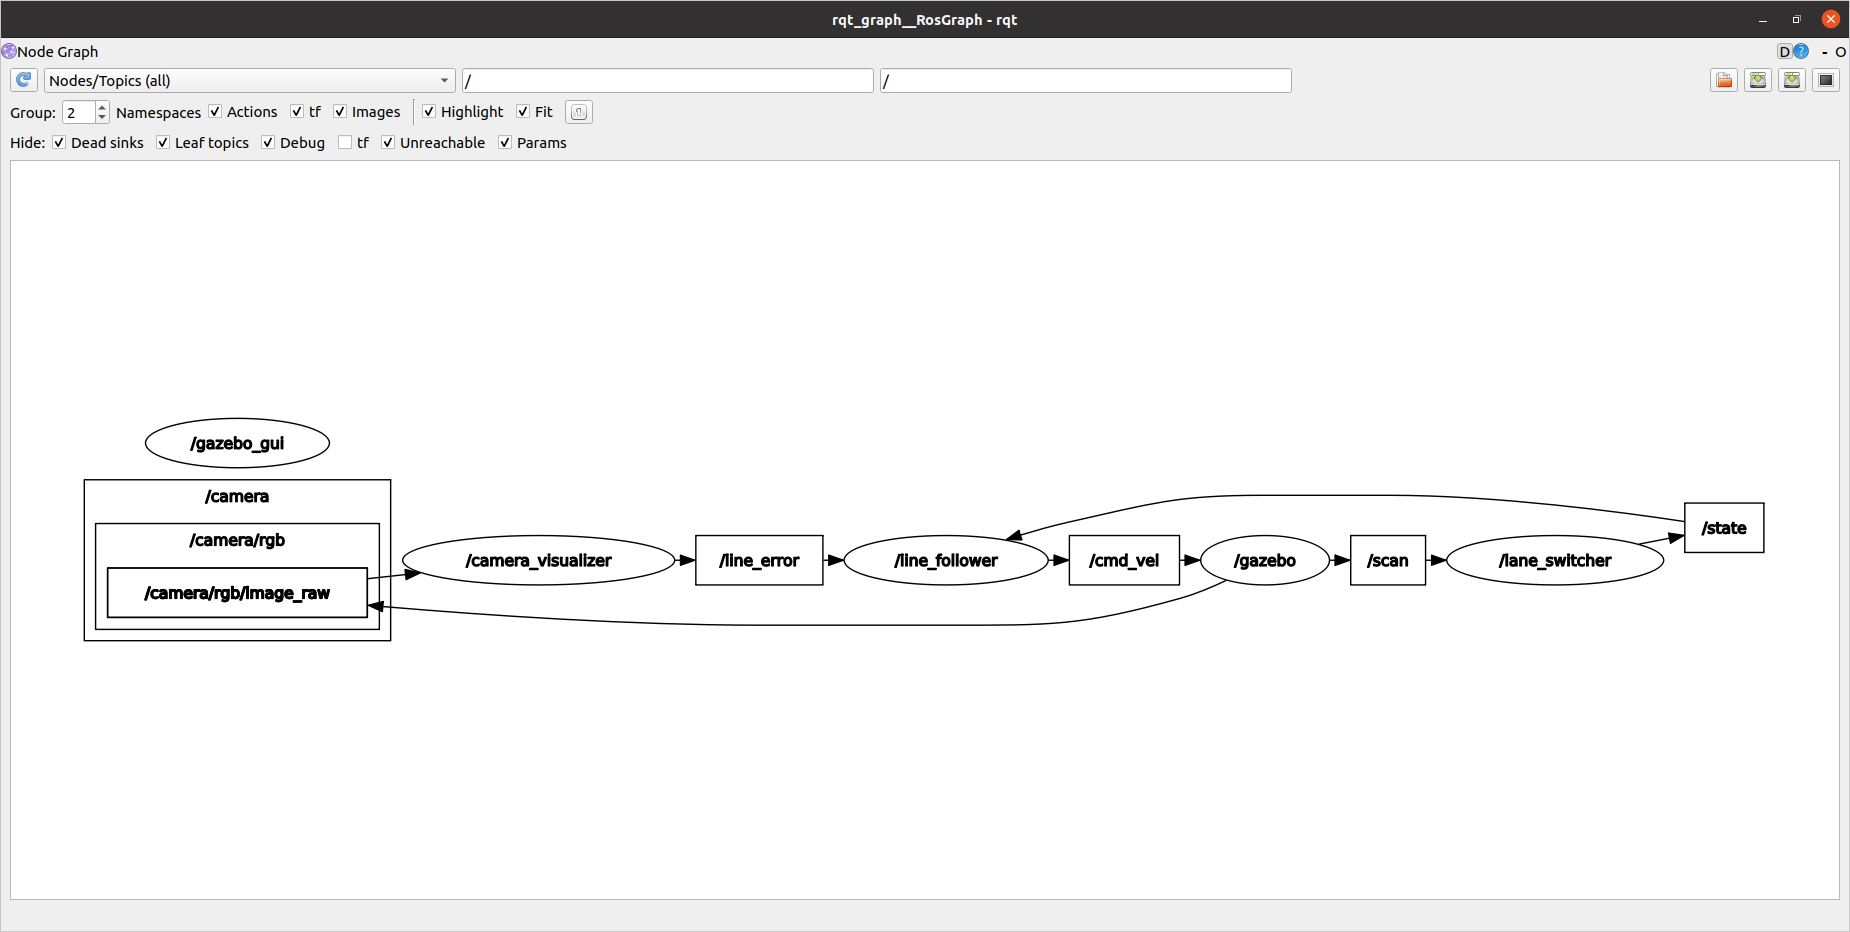 rqt_graph__RosGraph - rqt
Node Graph
D ? - O
Nodes/Topics (all) / /
Group: 2 Namespaces Actions tf Images Highlight Fit
Hide: Dead sinks Leaf topics Debug tf Unreachable Params
/gazebo_gui
/camera
/camera/rgb
/camera/rgb/image_raw
/camera_visualizer
/line_error
/line_follower
/cmd_vel
/gazebo
/scan
/lane_switcher
/state